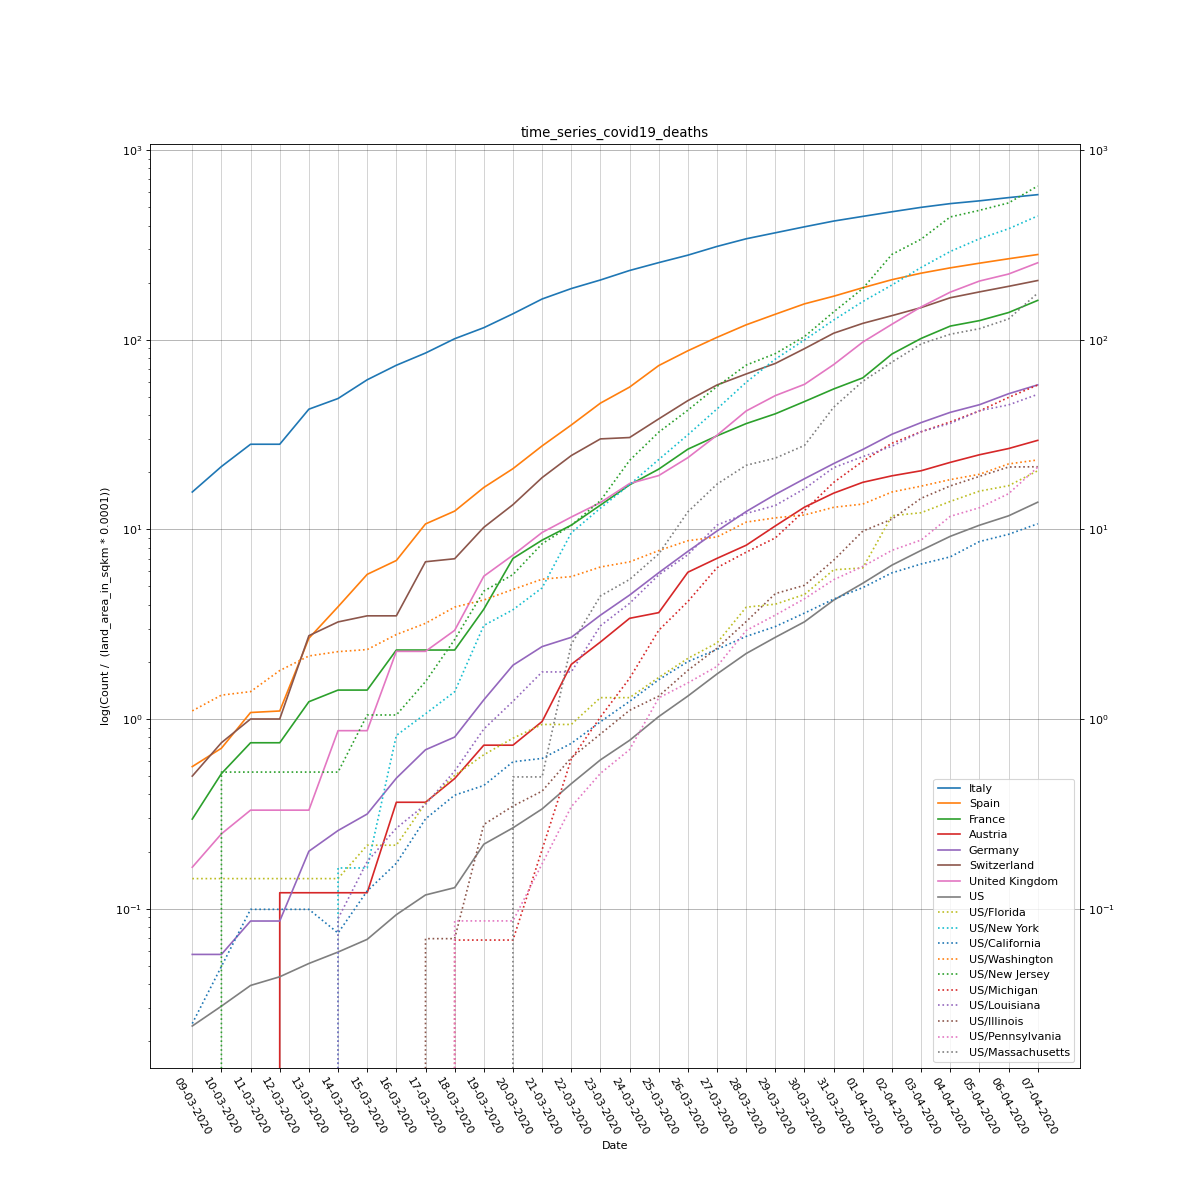 time_series_covid19_deaths
log(Count / (land_area_in_sqkm * 0.0001))
10³
10²
10¹
10⁰
10⁻¹
10³
10²
10¹
10⁰
10⁻¹
Italy
Spain
France
Austria
Germany
Switzerland
United Kingdom
US
US/Florida
US/New York
US/California
US/Washington
US/New Jersey
US/Michigan
US/Louisiana
US/Illinois
US/Pennsylvania
US/Massachusetts
09-03-2020
10-03-2020
11-03-2020
12-03-2020
13-03-2020
14-03-2020
15-03-2020
16-03-2020
17-03-2020
18-03-2020
19-03-2020
20-03-2020
21-03-2020
22-03-2020
23-03-2020
24-03-2020
25-03-2020
26-03-2020
27-03-2020
28-03-2020
29-03-2020
30-03-2020
31-03-2020
01-04-2020
02-04-2020
03-04-2020
04-04-2020
05-04-2020
06-04-2020
07-04-2020
Date